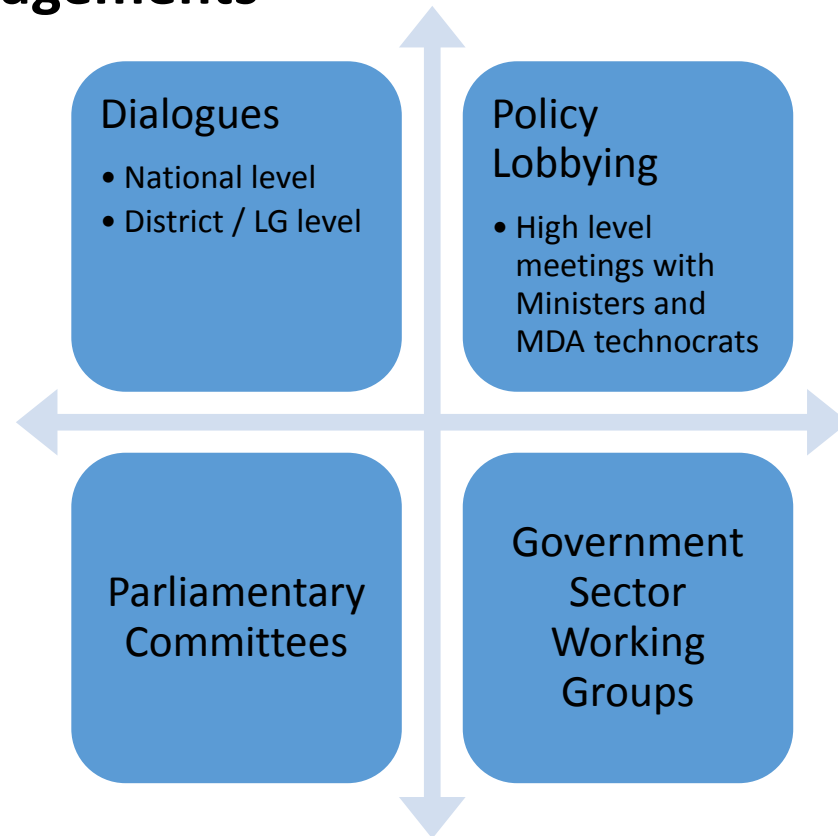 Dialogues
• National level
• District / LG level
Policy
Lobbying
• High level
meetings with
Ministers and
MDA technocrats
Parliamentary
Committees
Government
Sector
Working
Groups